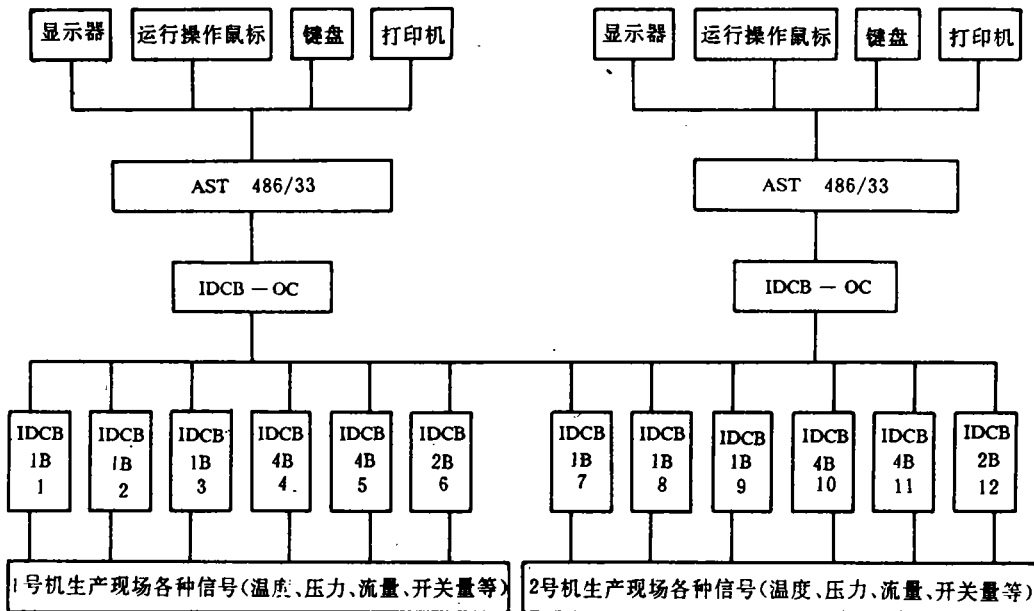 显示器 运行操作鼠标 键盘 打印机 显示器 运行操作鼠标 键盘 打印机
AST 486/33 AST 486/33
IDCB — OC IDCB — OC
IDCB IDCB IDCB IDCB IDCB IDCB IDCB IDCB IDCB IDCB IDCB IDCB
1B 1B 1B 4B 4B 2B 1B 1B 1B 4B 4B 2B
1 2 3 4 5 6 7 8 9 10 11 12
1号机生产现场各种信号(温度、压力、流量、开关量等) 2号机生产现场各种信号(温度、压力、流量、开关量等)